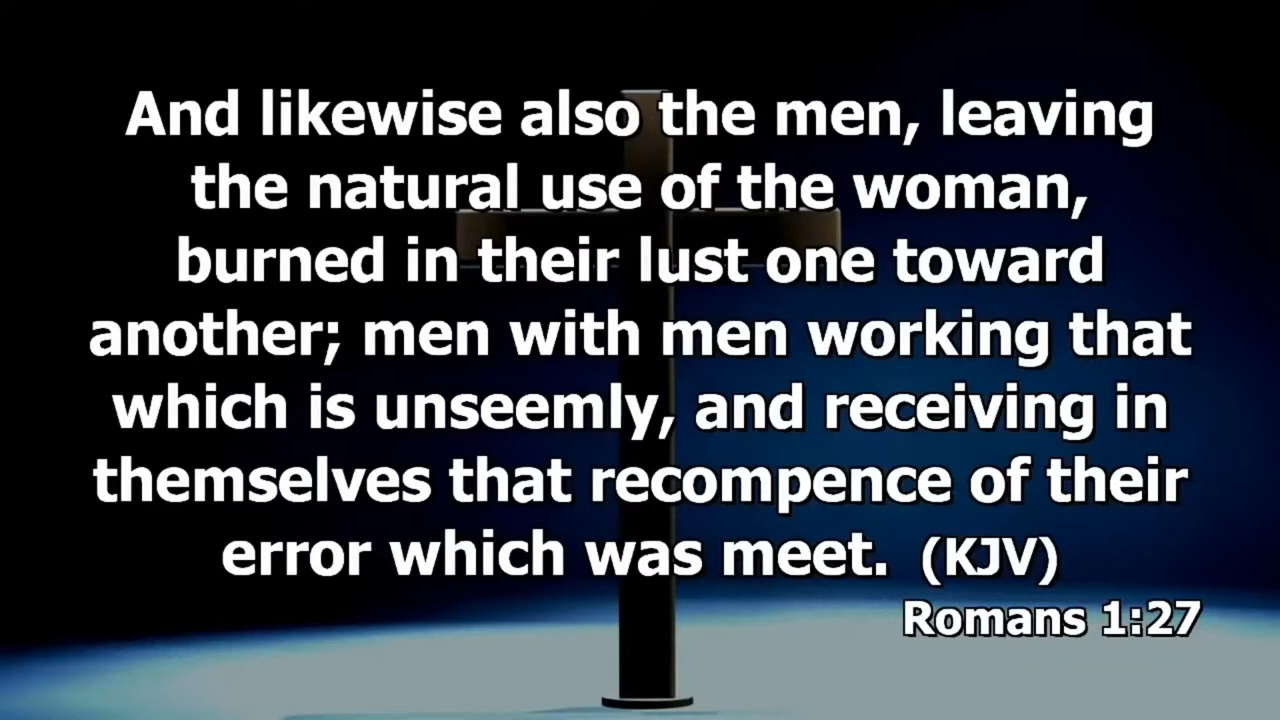 And likewise also the men, leaving
the natural use of the woman,
burned in their lust one toward
another; men with men working that
which is unseemly, and receiving in
themselves that recompence of their
error which was meet. (KJV)
Romans 1:27